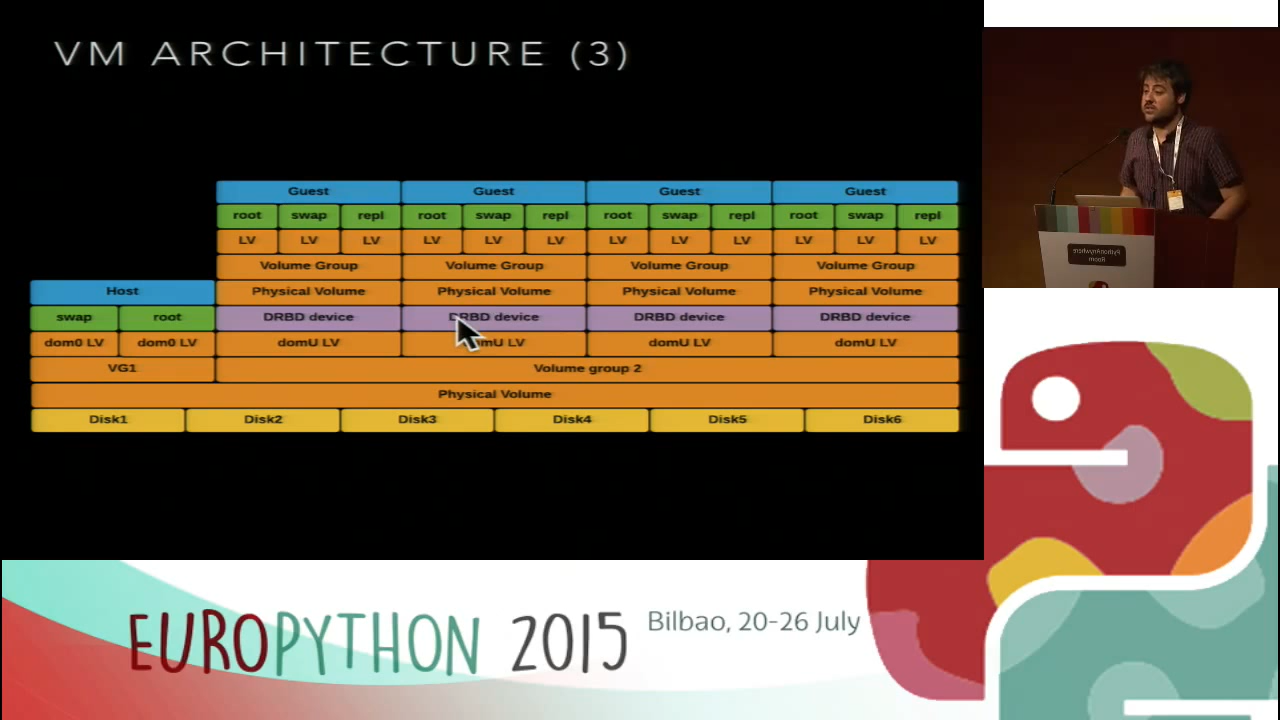 VM ARCHITECTURE (3)
Guest Guest Guest Guest
root swap repl root swap repl root swap repl root swap repl
LV LV LV LV LV LV LV LV LV LV LV LV
Volume Group Volume Group Volume Group Volume Group
Host Physical Volume Physical Volume Physical Volume Physical Volume
swap root DRBD device DRBD device DRBD device DRBD device
dom0 LV dom0 LV domU LV domU LV domU LV domU LV
VG1 Volume group 2
Physical Volume
Disk1 Disk2 Disk3 Disk4 Disk5 Disk6
PythonAnywhere
Room
EUROPYTHON 2015 Bilbao, 20-26 July